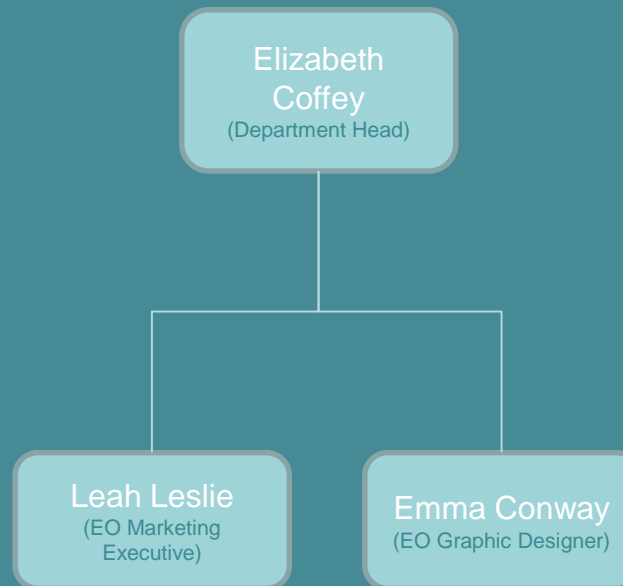 Elizabeth
Coffey
(Department Head)
Leah Leslie
(EO Marketing
Executive)
Emma Conway
(EO Graphic Designer)